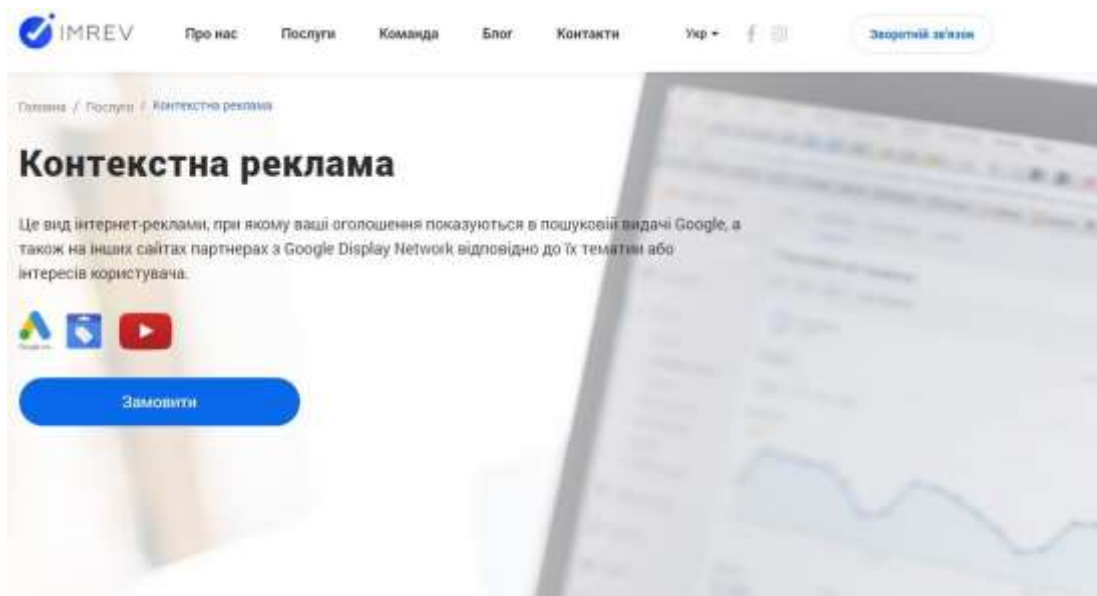 IMREV
Про нас Послуги Команда Блог Контакти Укр Зворотній зв'язок
Головна / Послуги / Контекстна реклама
Контекстна реклама
Це вид інтернет-реклами, при якому ваші оголошення показуються в пошуковій видачі Google, а
також на інших сайтах партнерах з Google Display Network відповідно до їх тематики або
інтересів користувача.
Замовити